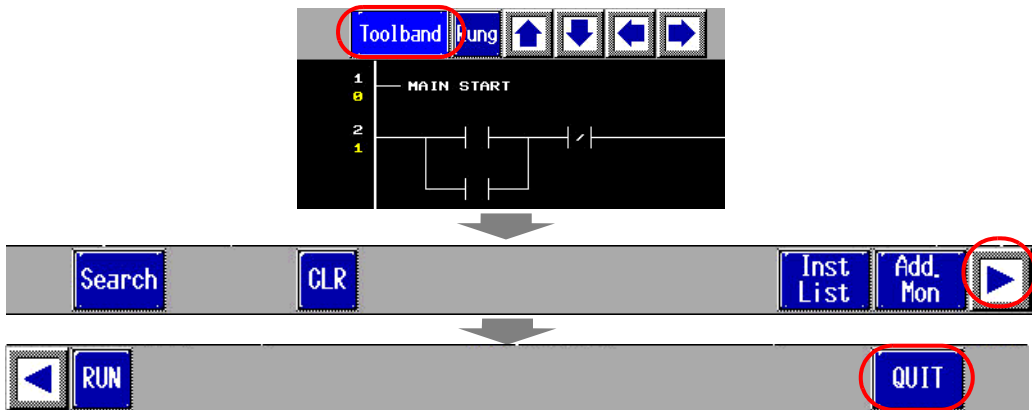 Toolband Rung
1 MAIN START
0
2
1
Search CLR Inst List Add. Mon
RUN QUIT